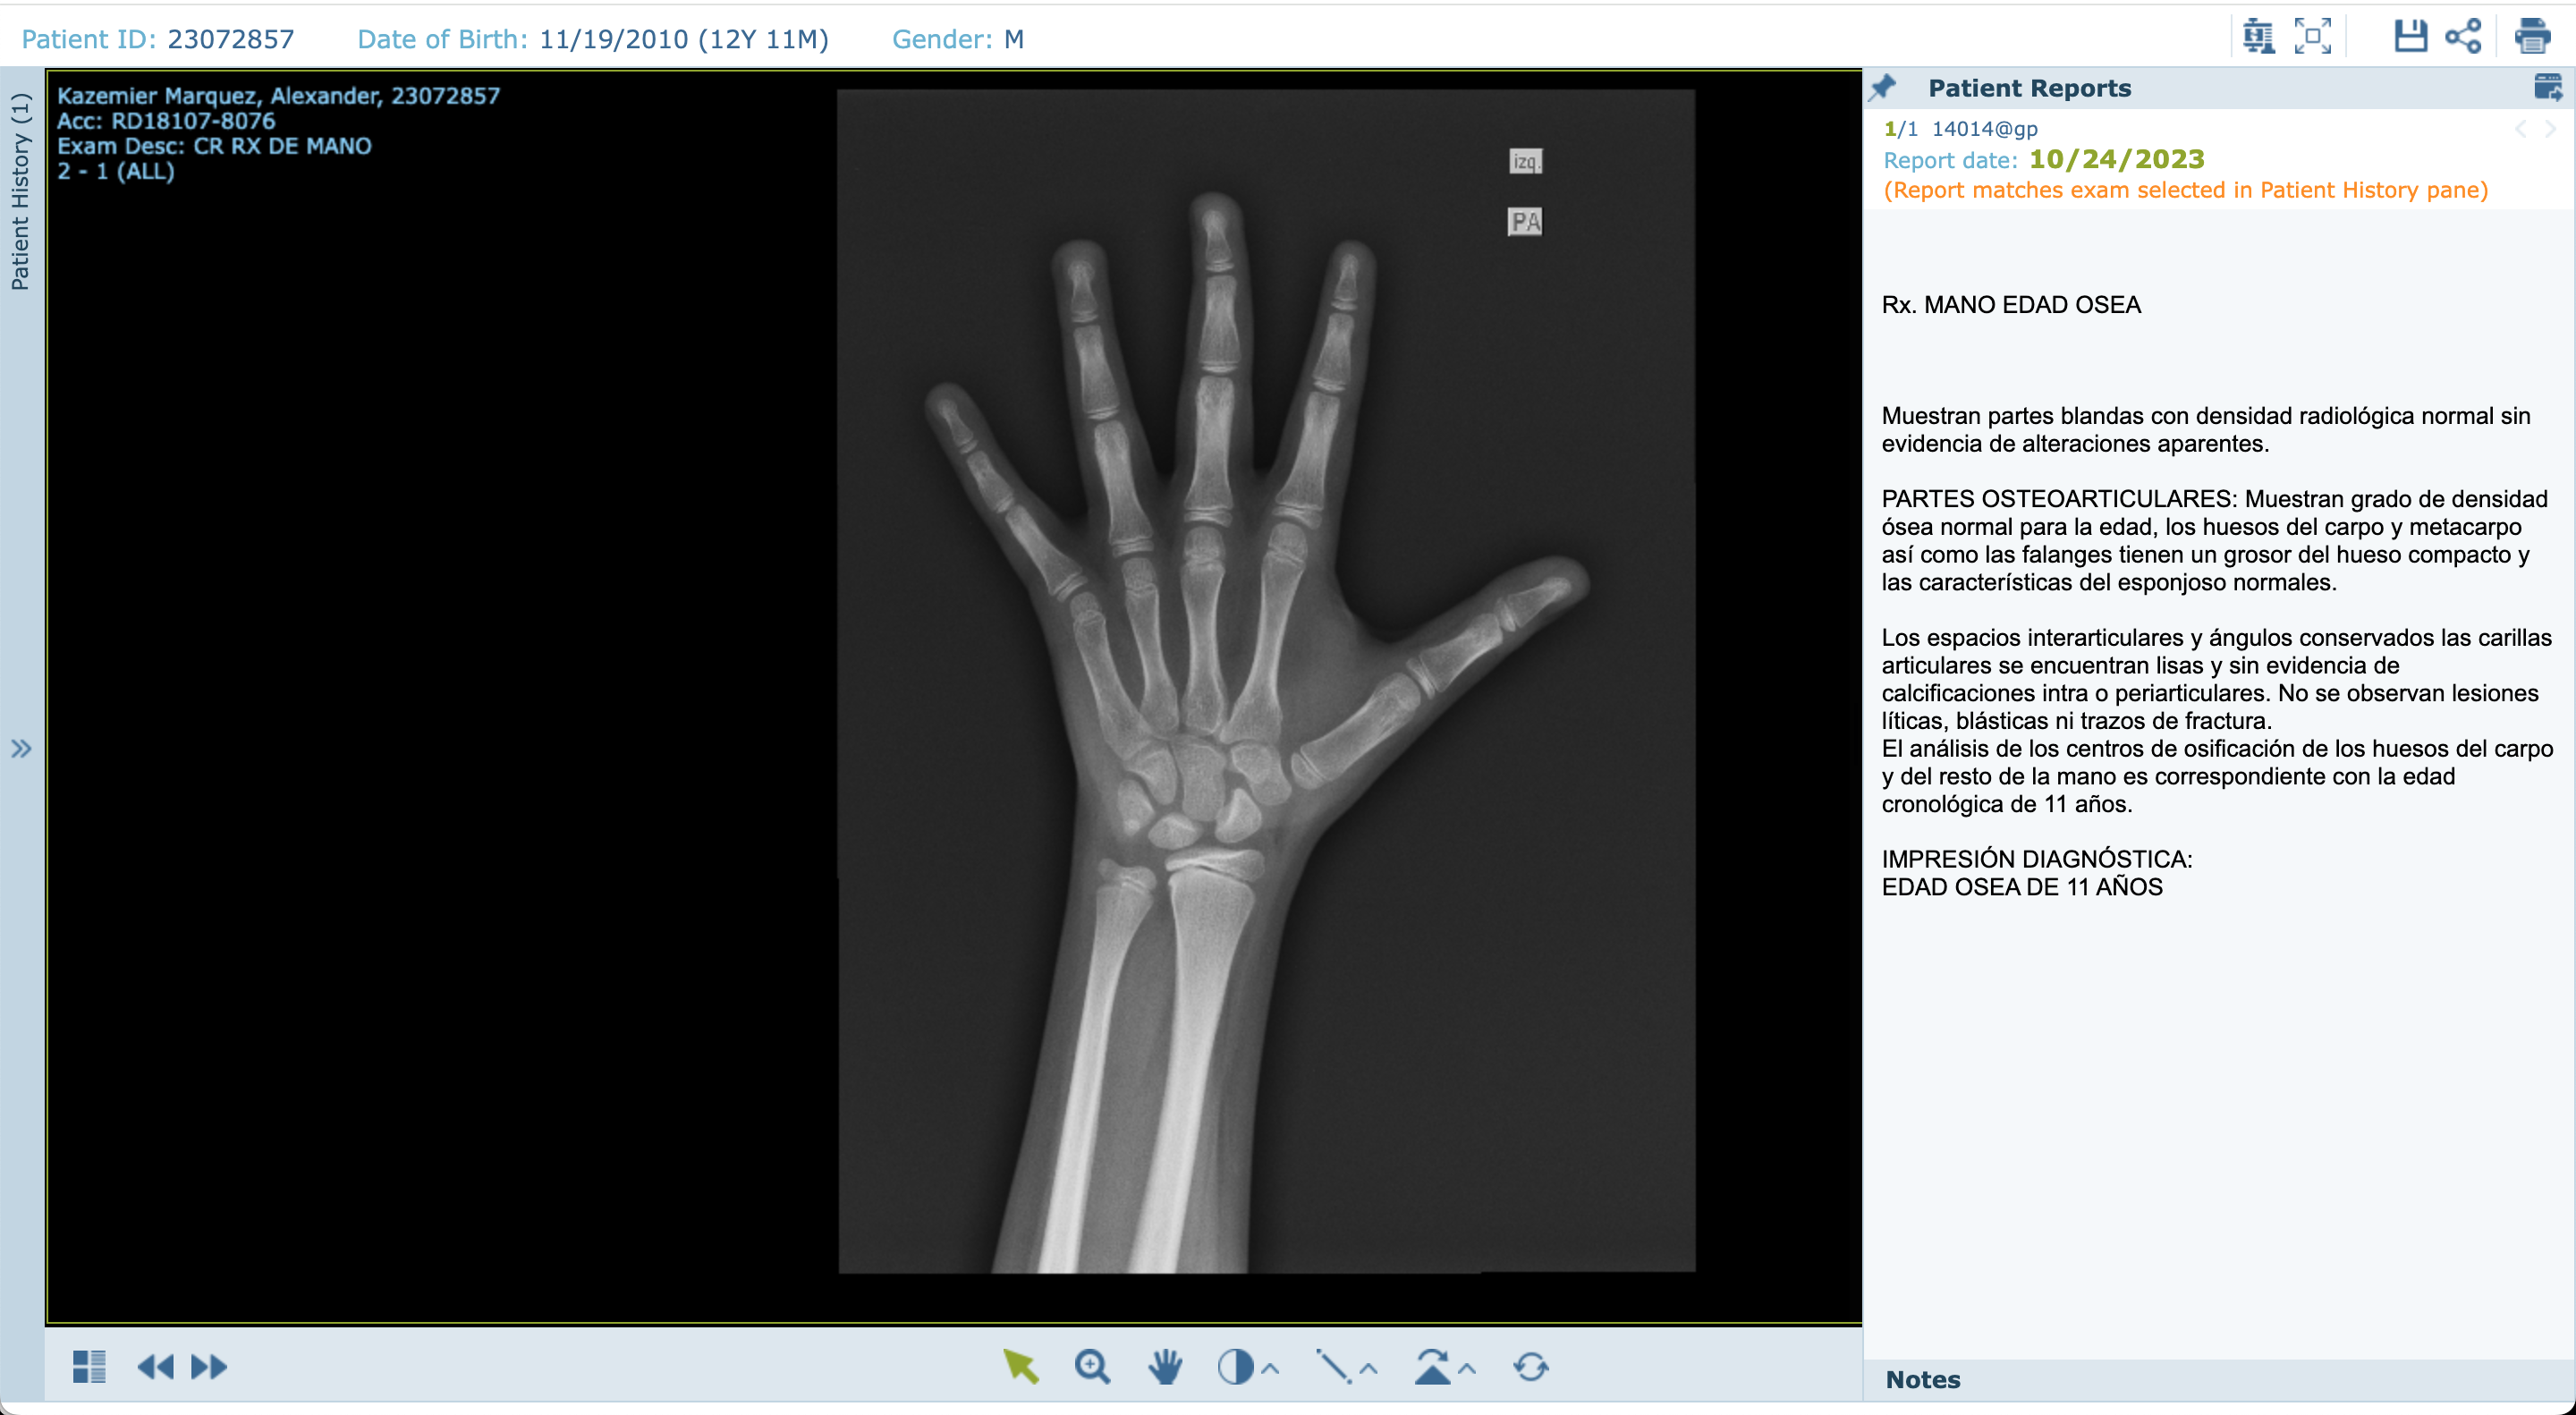 Patient ID: 23072857 Date of Birth: 11/19/2010 (12Y 11M) Gender: M
Patient History (1)
Kazemier Marquez, Alexander, 23072857
Acc: RD18107-8076
Exam Desc: CR RX DE MANO
2 - 1 (ALL)
izq.
PA
Patient Reports
1/1 14014@gp
Report date: 10/24/2023
(Report matches exam selected in Patient History pane)
Rx. MANO EDAD OSEA
Muestran partes blandas con densidad radiológica normal sin
evidencia de alteraciones aparentes.
PARTES OSTEOARTICULARES: Muestran grado de densidad
ósea normal para la edad, los huesos del carpo y metacarpo
así como las falanges tienen un grosor del hueso compacto y
las características del esponjoso normales.
Los espacios interarticulares y ángulos conservados las carillas
articulares se encuentran lisas y sin evidencia de
calcificaciones intra o periarticulares. No se observan lesiones
líticas, blásticas ni trazos de fractura.
El análisis de los centros de osificación de los huesos del carpo
y del resto de la mano es correspondiente con la edad
cronológica de 11 años.
IMPRESIÓN DIAGNÓSTICA:
EDAD OSEA DE 11 AÑOS
Notes